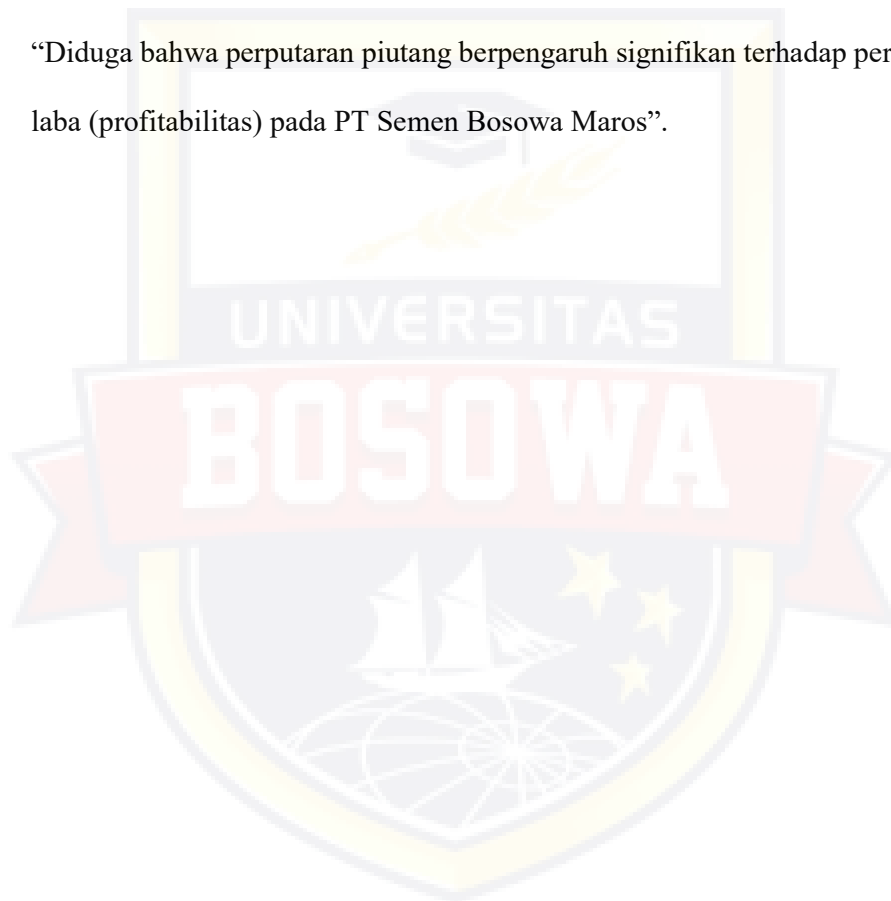 “Diduga bahwa perputaran piutang berpengaruh signifikan terhadap per
laba (profitabilitas) pada PT Semen Bosowa Maros”.
UNIVERSITAS
BOSOWA